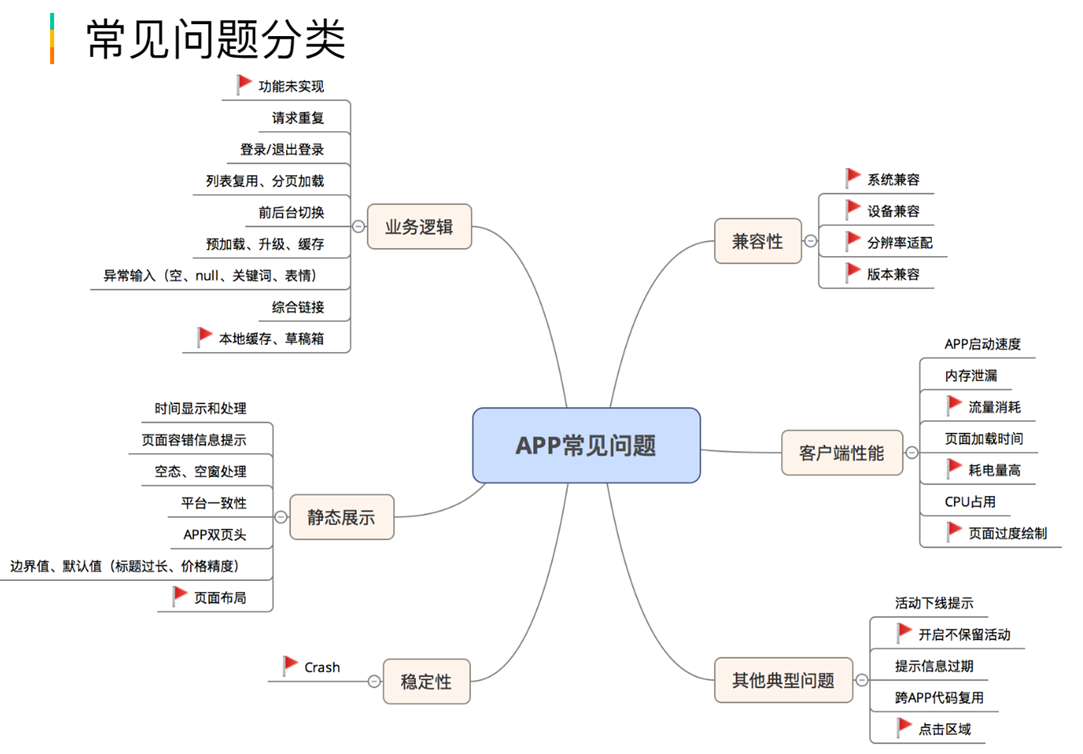 常见问题分类
功能未实现
请求重复
登录/退出登录
列表复用、分页加载
前后台切换
预加载、升级、缓存
异常输入（空、null、关键词、表情）
综合链接
本地缓存、草稿箱
业务逻辑
时间显示和处理
页面容错信息提示
空态、空窗处理
平台一致性
APP双页头
边界值、默认值（标题过长、价格精度）
页面布局
静态展示
Crash
稳定性
APP常见问题
兼容性
系统兼容
设备兼容
分辨率适配
版本兼容
客户端性能
APP启动速度
内存泄漏
流量消耗
页面加载时间
耗电量高
CPU占用
页面过度绘制
其他典型问题
活动下线提示
开启不保留活动
提示信息过期
跨APP代码复用
点击区域